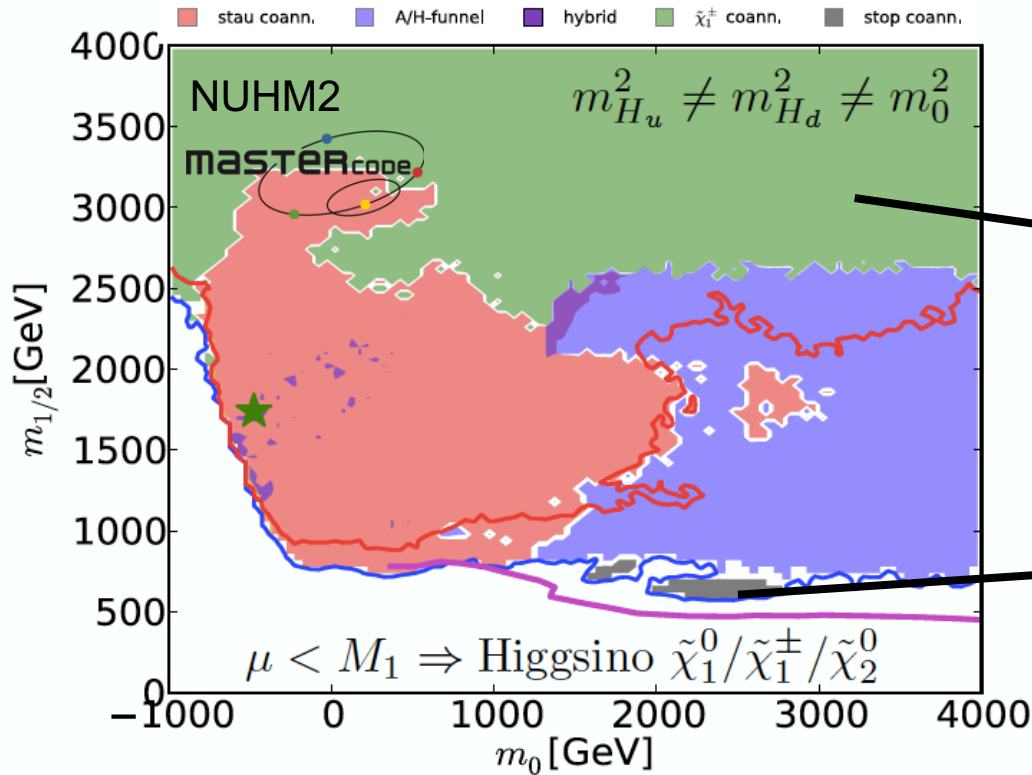 stau coann. A/H-funnel hybrid χ̃₁± coann. stop coann.
NUHM2
m²_{H_u} ≠ m²_{H_d} ≠ m²₀
MASTERCODE
4000
3500
3000
2500
2000
1500
1000
500
0
m_{1/2}[GeV]
μ < M₁ ⇒ Higgsino χ̃₁⁰/χ̃₁±/χ̃₂⁰
−1000 0 1000 2000 3000 4000
m₀[GeV]